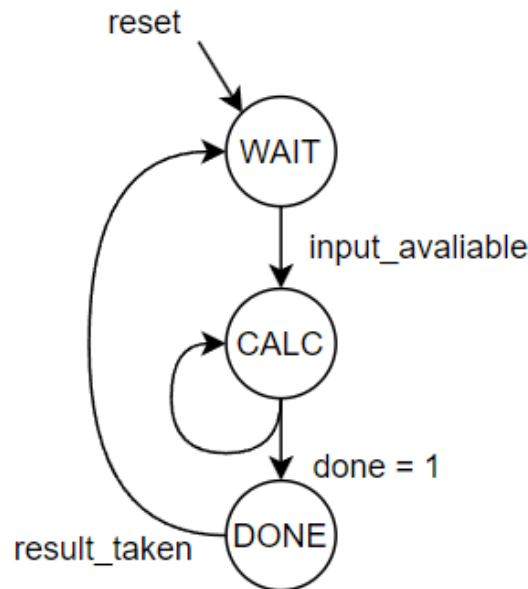 reset
WAIT
input_avaliable
CALC
done = 1
DONE
result_taken